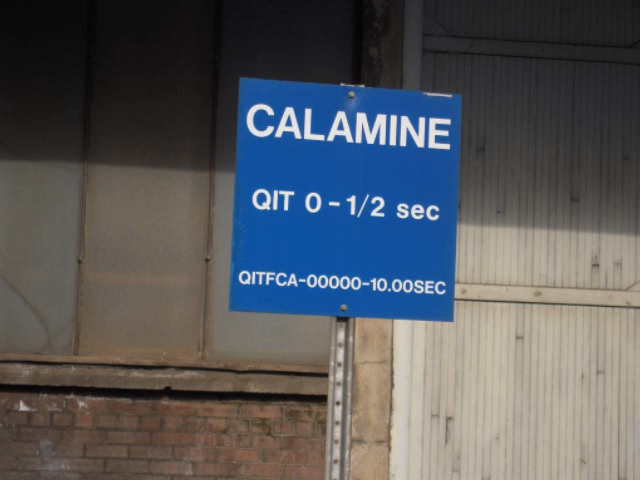 CALAMINE
QIT 0 - 1/2 sec
QITFCA-00000-10.00SEC